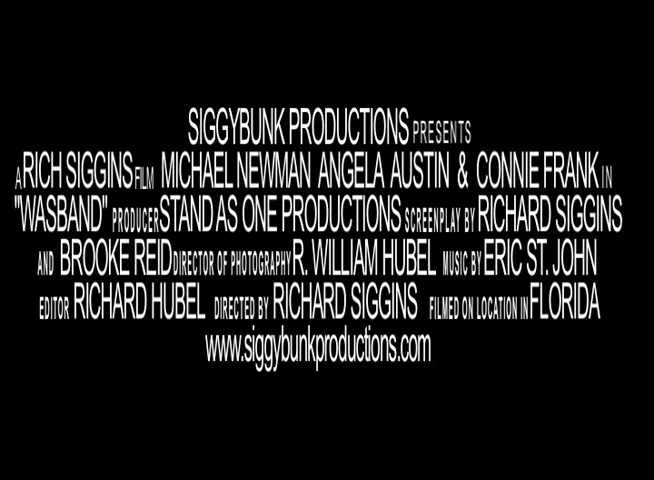 SIGGYBUNK PRODUCTIONS PRESENTS
A RICH SIGGINS FILM MICHAEL NEWMAN ANGELA AUSTIN & CONNIE FRANK IN
"WASBAND" PRODUCER STAND AS ONE PRODUCTIONS SCREENPLAY BY RICHARD SIGGINS
AND BROOKE REID DIRECTOR OF PHOTOGRAPHY R. WILLIAM HUBEL MUSIC BY ERIC ST. JOHN
EDITOR RICHARD HUBEL DIRECTED BY RICHARD SIGGINS FILMED ON LOCATION IN FLORIDA
www.siggybunkproductions.com